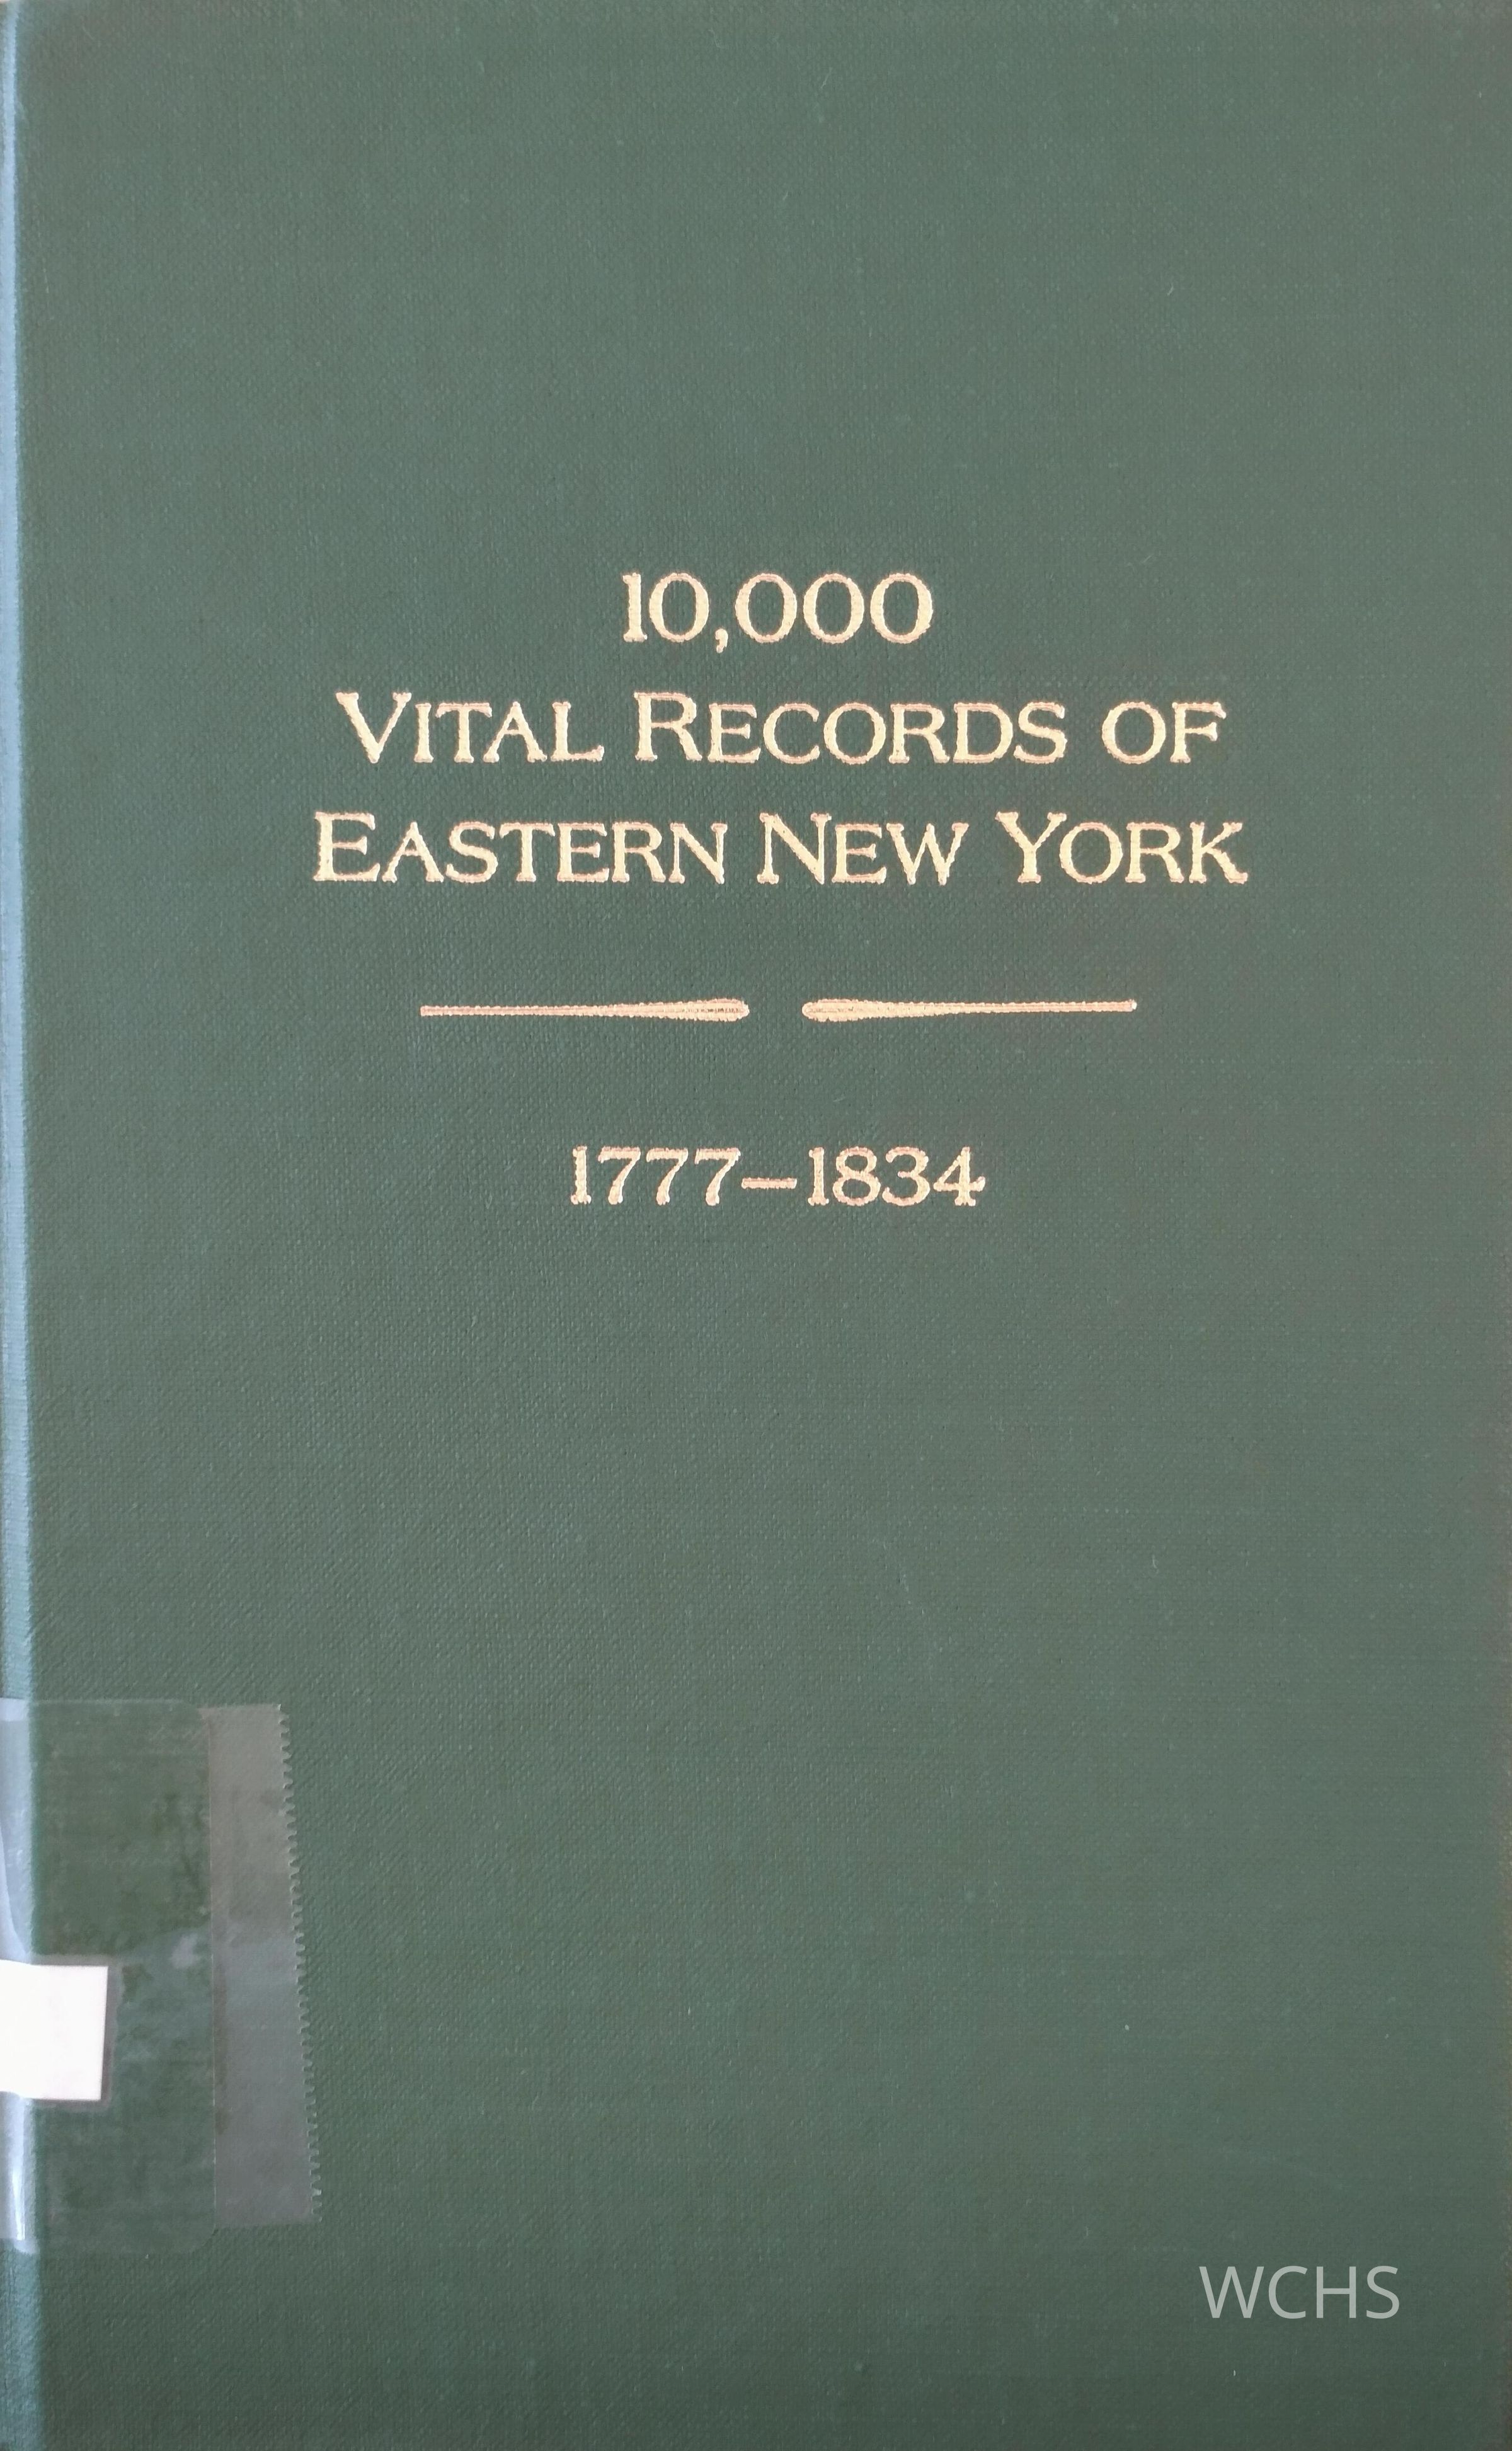 10,000
VITAL RECORDS OF
EASTERN NEW YORK
1777–1834
WCHS